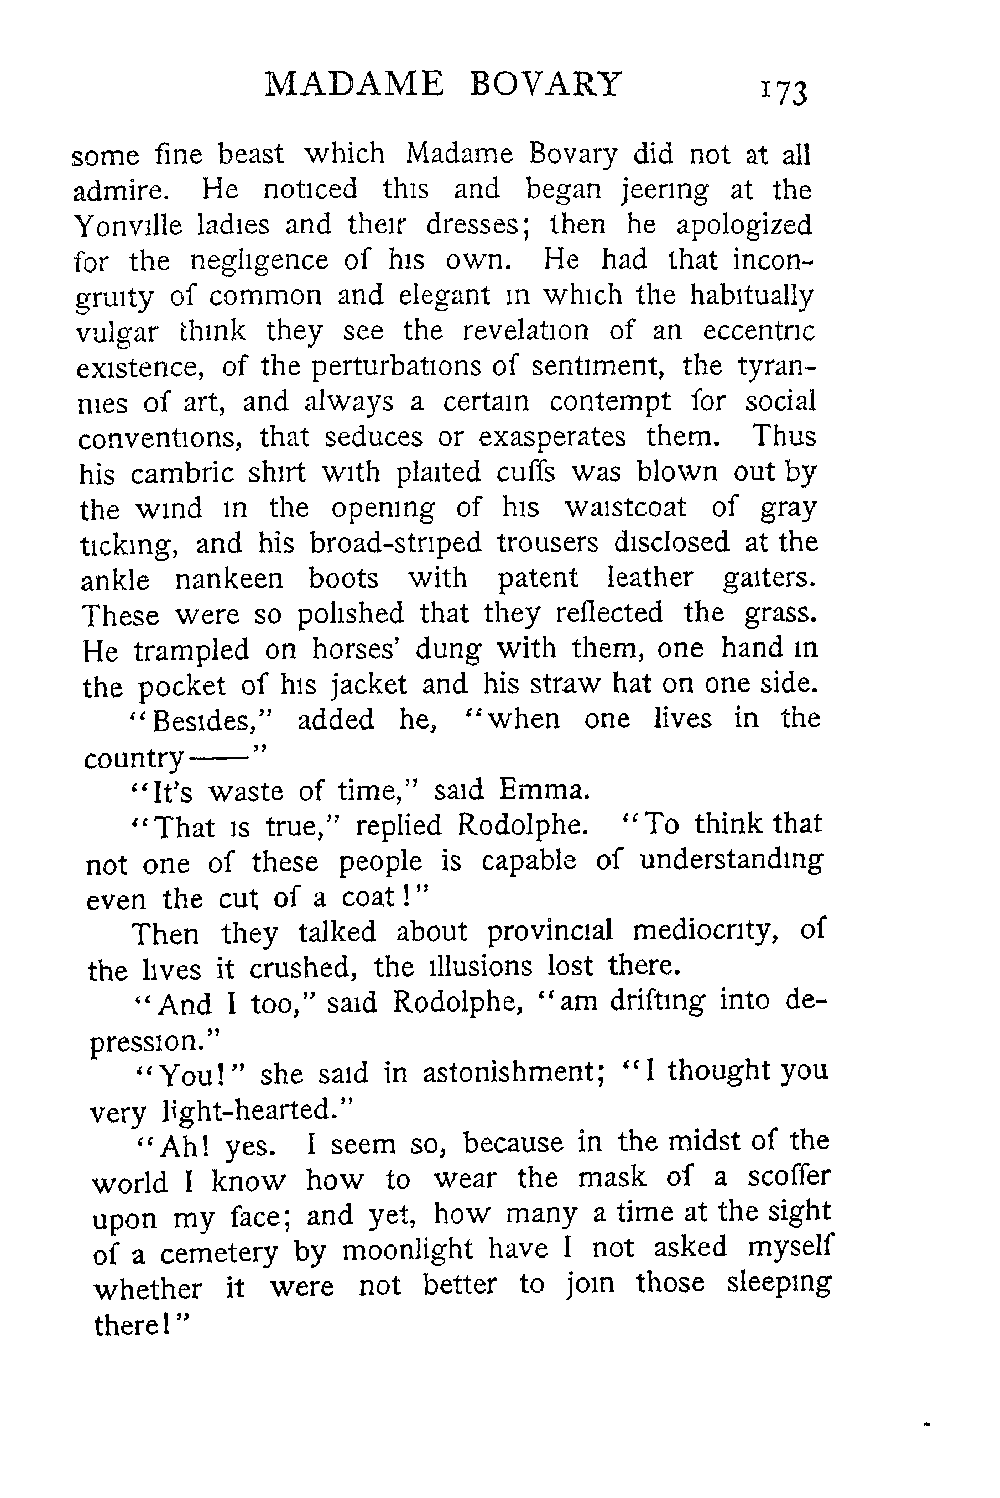 MADAME BOVARY 173
some fine beast which Madame Bovary did not at all
admire. He noticed this and began jeering at the
Yonville ladies and their dresses; then he apologized
for the negligence of his own. He had that incon-
gruity of common and elegant in which the habitually
vulgar think they see the revelation of an eccentric
existence, of the perturbations of sentiment, the tyran-
nies of art, and always a certain contempt for social
conventions, that seduces or exasperates them. Thus
his cambric shirt with plaited cuffs was blown out by
the wind in the opening of his waistcoat of gray
ticking, and his broad-striped trousers disclosed at the
ankle nankeen boots with patent leather gaiters.
These were so polished that they reflected the grass.
He trampled on horses' dung with them, one hand in
the pocket of his jacket and his straw hat on one side.
"Besides," added he, "when one lives in the
country——"
"It's waste of time," said Emma.
"That is true," replied Rodolphe. "To think that
not one of these people is capable of understanding
even the cut of a coat!"
Then they talked about provincial mediocrity, of
the lives it crushed, the illusions lost there.
"And I too," said Rodolphe, "am drifting into de-
pression."
"You!" she said in astonishment; "I thought you
very light-hearted."
"Ah! yes. I seem so, because in the midst of the
world I know how to wear the mask of a scoffer
upon my face; and yet, how many a time at the sight
of a cemetery by moonlight have I not asked myself
whether it were not better to join those sleeping
there!"